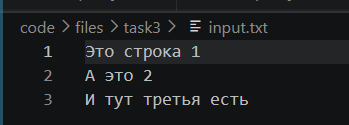 code > files > task3 > input.txt
1 Это строка 1
2 А это 2
3 И тут третья есть